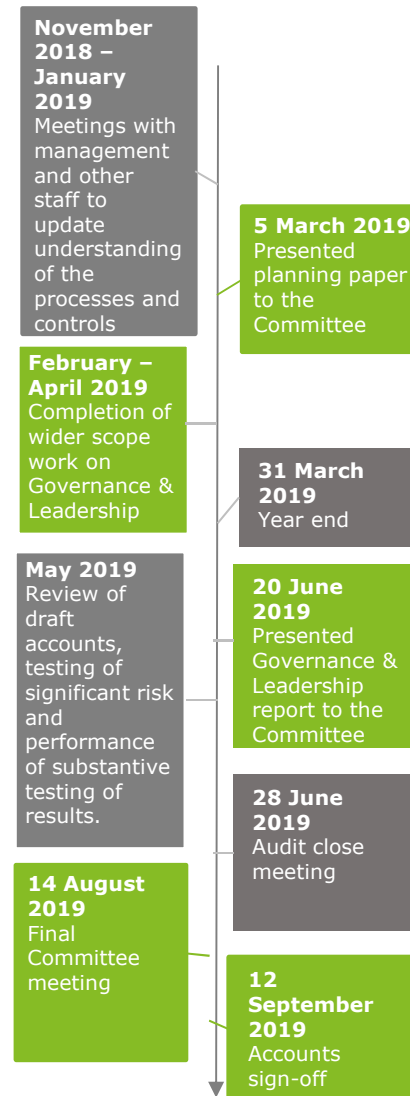 November
2018 –
January
2019
Meetings with
management
and other
staff to
update
understanding
of the
processes and
controls
5 March 2019
Presented
planning paper
to the
Committee
February –
April 2019
Completion of
wider scope
work on
Governance &
Leadership
31 March
2019
Year end
May 2019
Review of
draft
accounts,
testing of
significant risk
and
performance
of substantive
testing of
results.
20 June
2019
Presented
Governance &
Leadership
report to the
Committee
28 June
2019
Audit close
meeting
14 August
2019
Final
Committee
meeting
12
September
2019
Accounts
sign-off